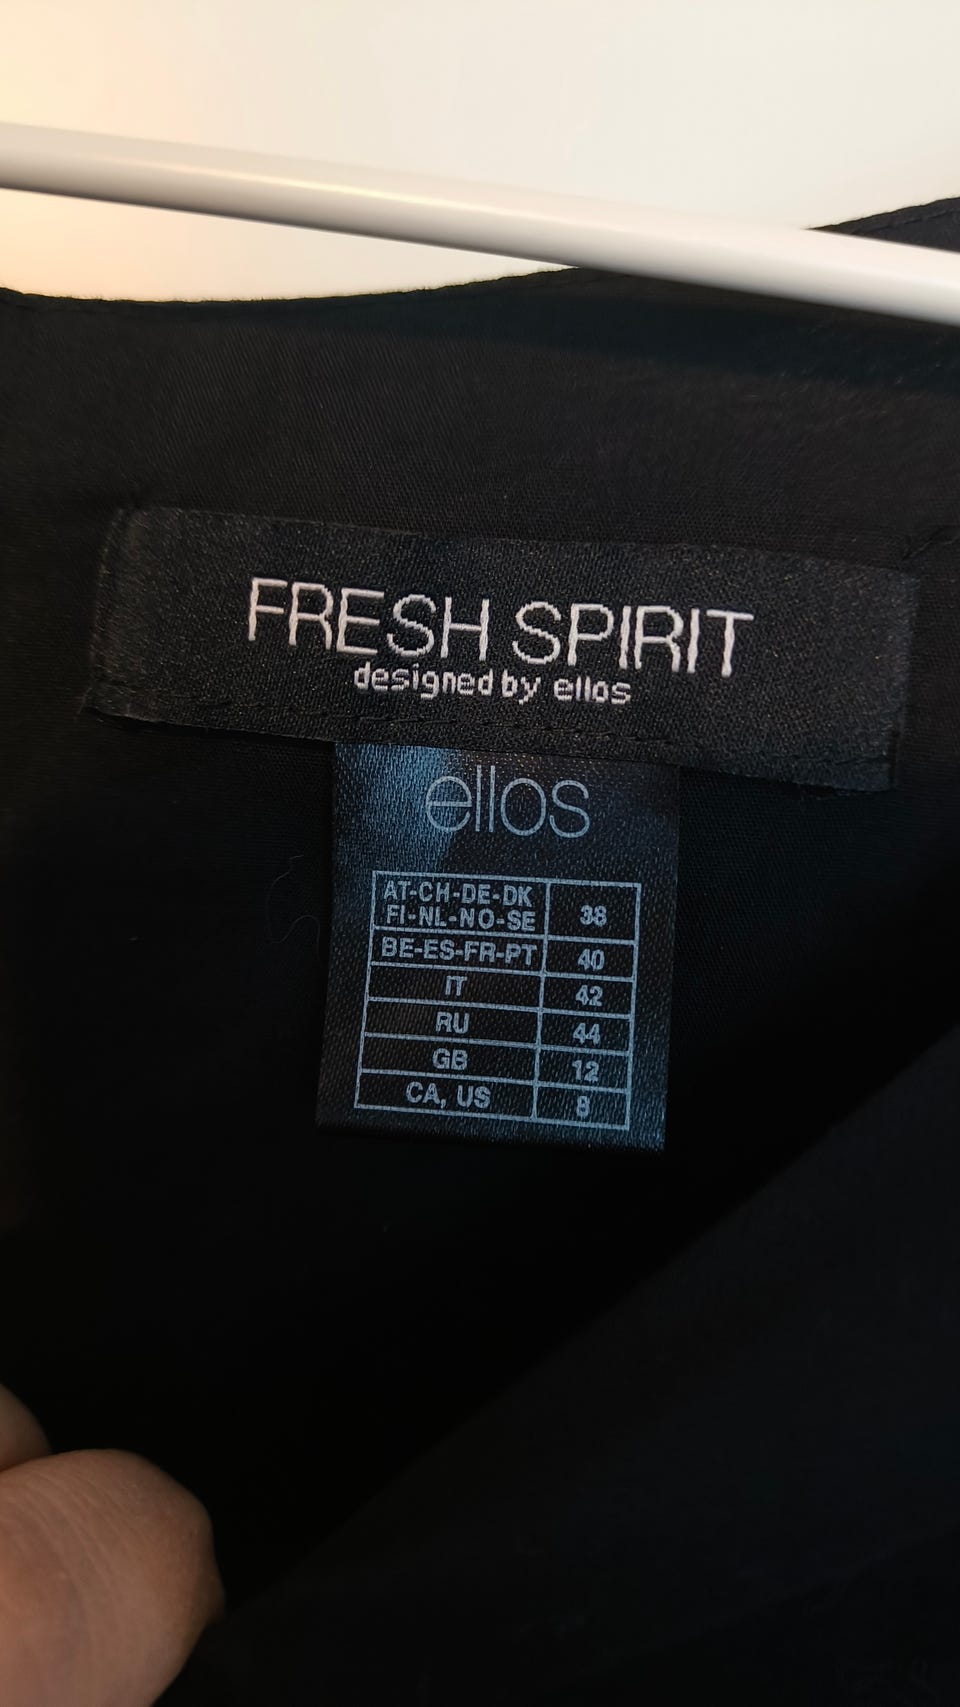 FRESH SPIRIT
designed by ellos
ellos
AT-CH-DE-DK
FI-NL-NO-SE 38
BE-ES-FR-PT 40
IT 42
RU 44
GB 12
CA, US 8